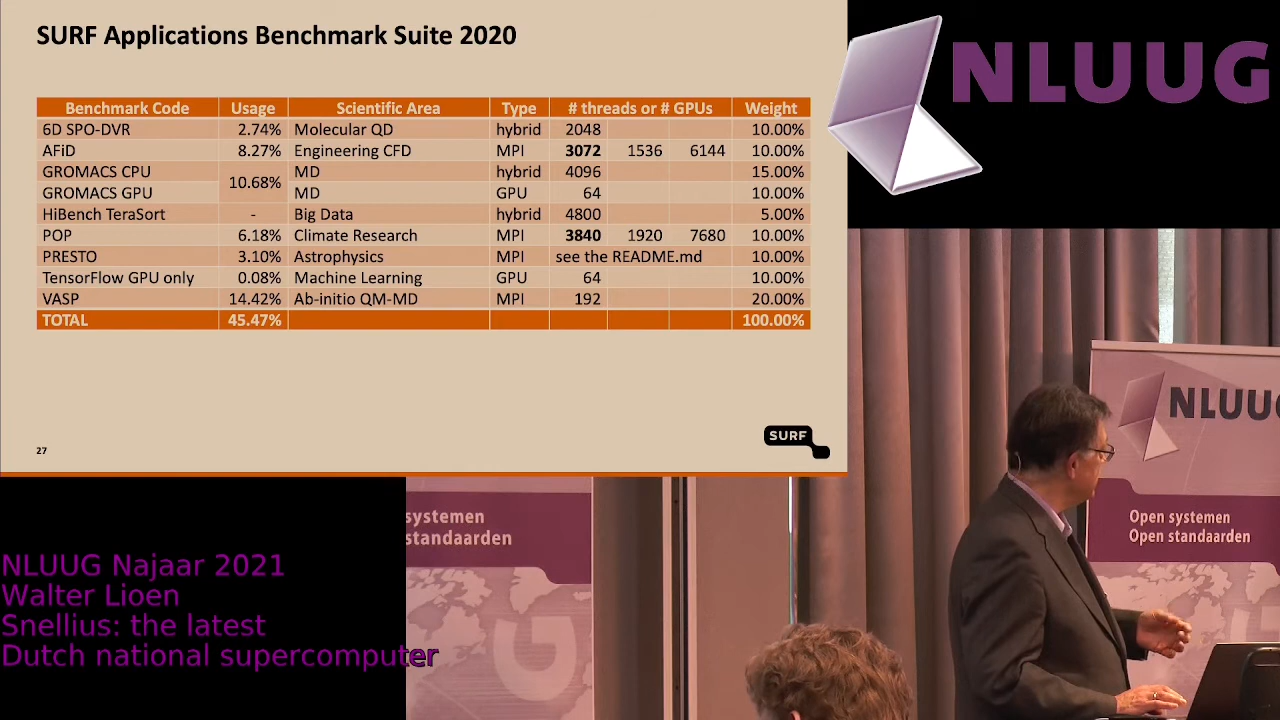 SURF Applications Benchmark Suite 2020
Benchmark Code Usage Scientific Area Type # threads or # GPUs Weight
6D SPO-DVR 2.74% Molecular QD hybrid 2048 10.00%
AFiD 8.27% Engineering CFD MPI 3072 1536 6144 10.00%
GROMACS CPU 10.68% MD hybrid 4096 15.00%
GROMACS GPU MD GPU 64 10.00%
HiBench TeraSort - Big Data hybrid 4800 5.00%
POP 6.18% Climate Research MPI 3840 1920 7680 10.00%
PRESTO 3.10% Astrophysics MPI see the README.md 10.00%
TensorFlow GPU only 0.08% Machine Learning GPU 64 10.00%
VASP 14.42% Ab-initio QM-MD MPI 192 20.00%
TOTAL 45.47% 100.00%
27
SURF
NLUUG
NLUUG
Open systemen
Open standaarden
systemen
standaarden
G
NLUUG Najaar 2021
Walter Lioen
Snellius: the latest
Dutch national supercomputer